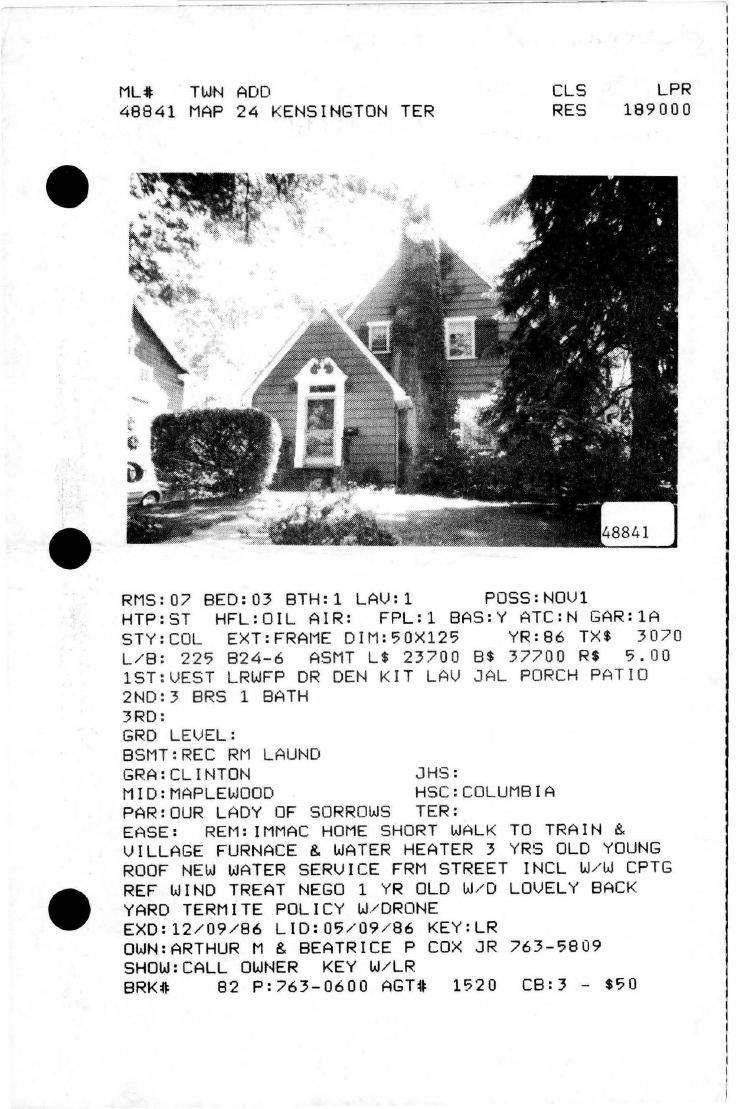 ML# TWN ADD CLS LPR
48841 MAP 24 KENSINGTON TER RES 189000
48841
RMS:07 BED:03 BTH:1 LAV:1 POSS:NOV1
HTP:ST HFL:OIL AIR: FPL:1 BAS:Y ATC:N GAR:1A
STY:COL EXT:FRAME DIM:50X125 YR:86 TX$ 3070
L/B: 225 B24-6 ASMT L$ 23700 B$ 37700 R$ 5.00
1ST:VEST LRWFP DR DEN KIT LAV JAL PORCH PATIO
2ND:3 BRS 1 BATH
3RD:
GRD LEVEL:
BSMT:REC RM LAUND
GRA:CLINTON JHS:
MID:MAPLEWOOD HSC:COLUMBIA
PAR:OUR LADY OF SORROWS TER:
EASE: REM:IMMAC HOME SHORT WALK TO TRAIN &
VILLAGE FURNACE & WATER HEATER 3 YRS OLD YOUNG
ROOF NEW WATER SERVICE FRM STREET INCL W/W CPTG
REF WIND TREAT NEGO 1 YR OLD W/D LOVELY BACK
YARD TERMITE POLICY W/DRONE
EXD:12/09/86 LID:05/09/86 KEY:LR
OWN:ARTHUR M & BEATRICE P COX JR 763-5809
SHOW:CALL OWNER KEY W/LR
BRK# 82 P:763-0600 AGT# 1520 CB:3 - $50